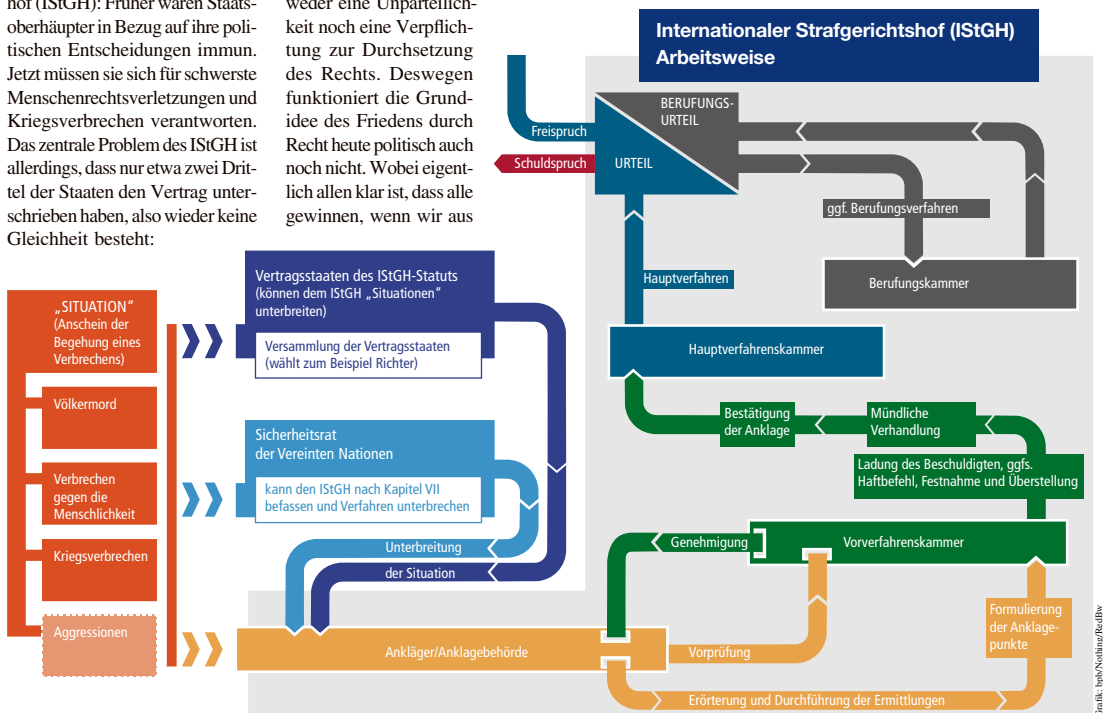 hof (IStGH): Früher waren Staats-
oberhäupter in Bezug auf ihre poli-
tischen Entscheidungen immun.
Jetzt müssen sie sich für schwerste
Menschenrechtsverletzungen und
Kriegsverbrechen verantworten.
Das zentrale Problem des IStGH ist
allerdings, dass nur etwa zwei Drit-
tel der Staaten den Vertrag unter-
schrieben haben, also wieder keine
Gleichheit besteht:
weder eine Unparteilich-
keit noch eine Verpflich-
tung zur Durchsetzung
des Rechts. Deswegen
funktioniert die Grund-
idee des Friedens durch
Recht heute politisch auch
noch nicht. Wobei eigent-
lich allen klar ist, dass alle
gewinnen, wenn wir aus
Internationaler Strafgerichtshof (IStGH)
Arbeitsweise
BERUFUNGS-
URTEIL
Freispruch
Schuldspruch
URTEIL
ggf. Berufungsverfahren
Berufungskammer
Hauptverfahren
Hauptverfahrenskammer
„SITUATION“
(Anschein der
Begehung eines
Verbrechens)
Völkermord
Verbrechen
gegen die
Menschlichkeit
Kriegsverbrechen
Aggressionen
Vertragsstaaten des IStGH-Statuts
(können dem IStGH „Situationen“
unterbreiten)
Versammlung der Vertragsstaaten
(wählt zum Beispiel Richter)
Sicherheitsrat
der Vereinten Nationen
kann den IStGH nach Kapitel VII
befassen und Verfahren unterbrechen
Unterbreitung
der Situation
Bestätigung
der Anklage
Mündliche
Verhandlung
Ladung des Beschuldigten, ggfs.
Haftbefehl, Festnahme und Überstellung
Genehmigung
Vorverfahrenskammer
Ankläger/Anklagebehörde
Vorprüfung
Formulierung
der Anklage-
punkte
Erörterung und Durchführung der Ermittlungen
Grafik: bpb/Nothing/RedBw